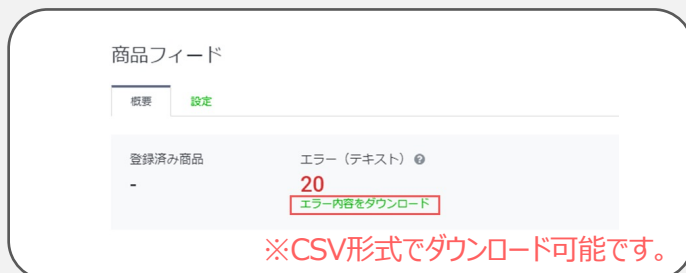 商品フィード
概要 設定
登録済み商品 エラー（テキスト）?
- 20
エラー内容をダウンロード
※CSV形式でダウンロード可能です。